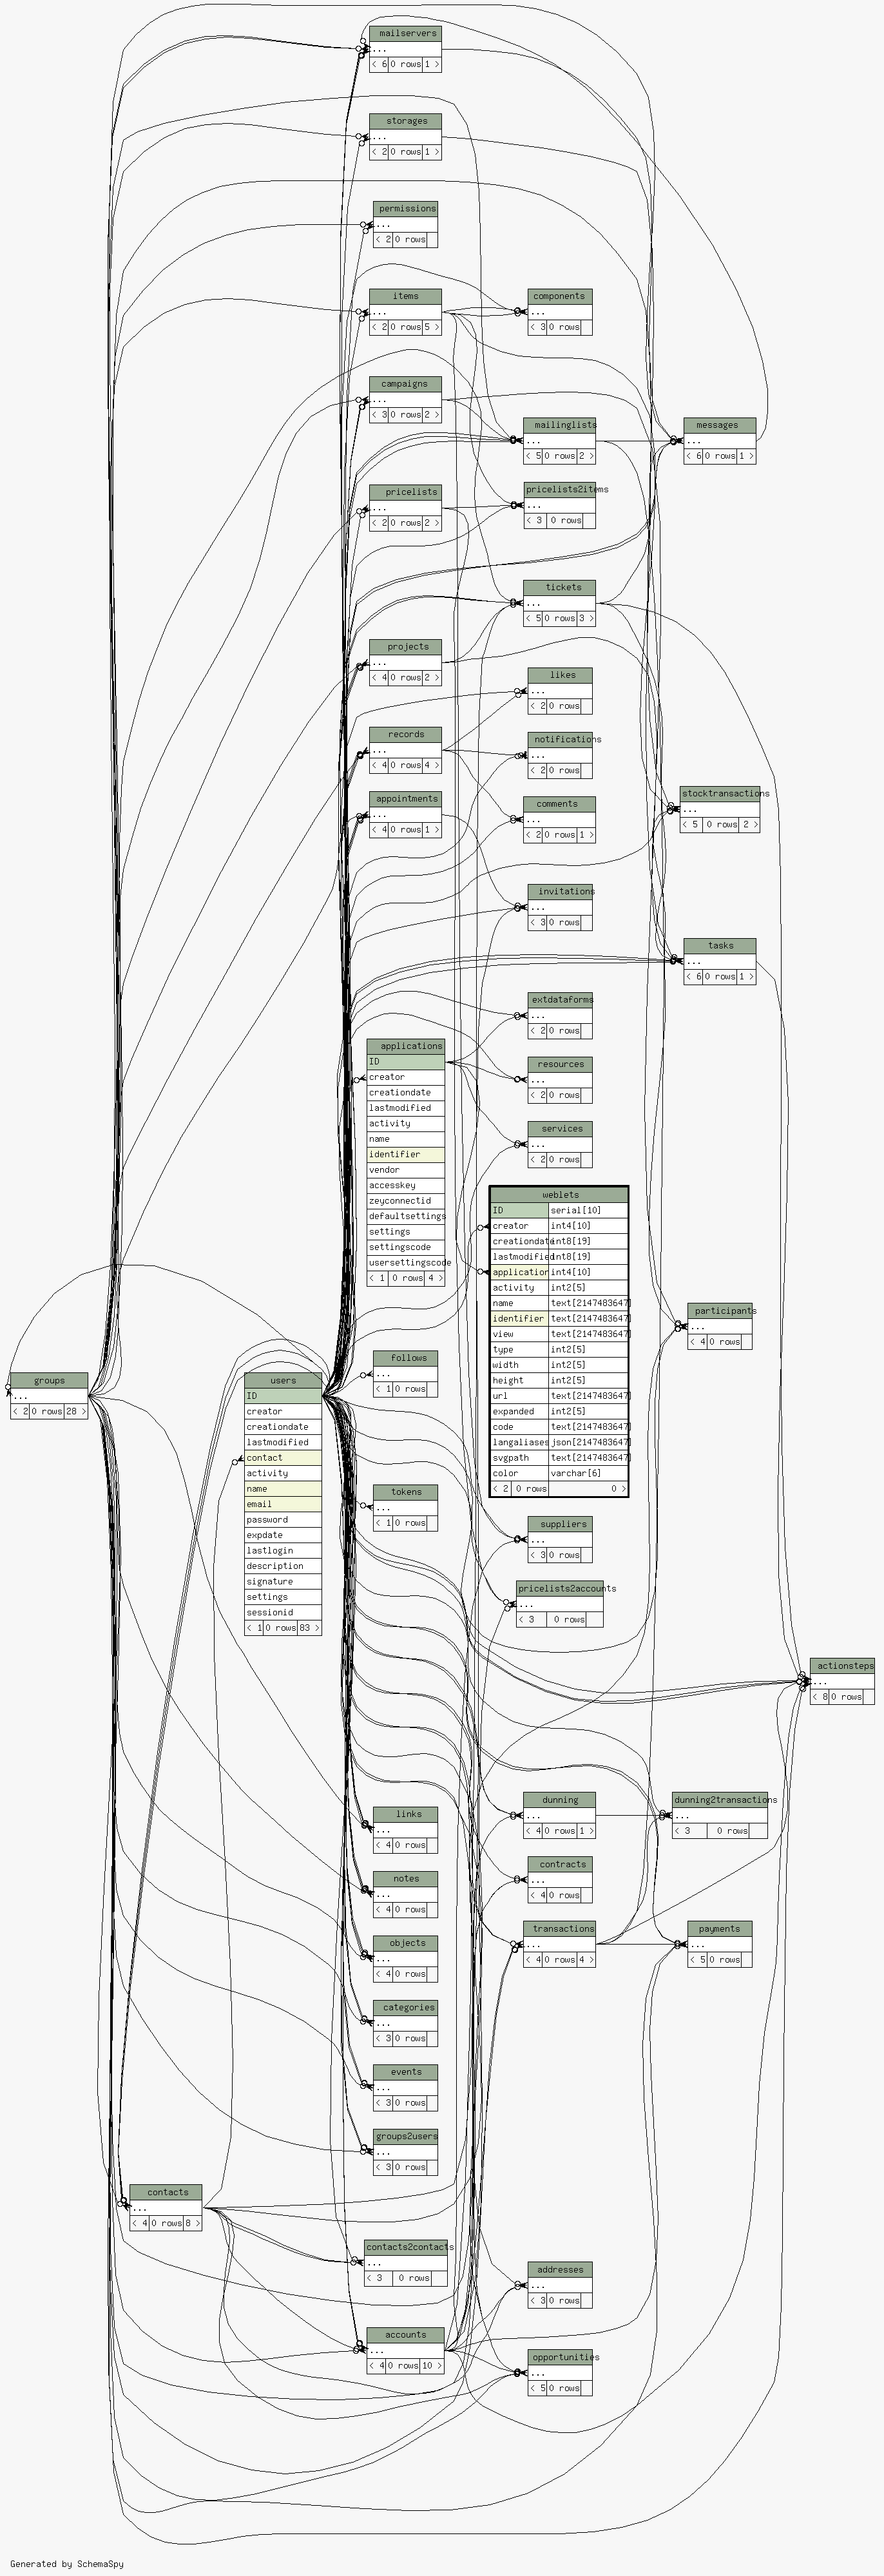 mailservers
...
< 6 0 rows 1 >
storages
...
< 2 0 rows 1 >
permissions
...
< 2 0 rows
items
...
< 2 0 rows 5 >
components
...
< 3 0 rows
campaigns
...
< 3 0 rows 2 >
mailinglists
...
< 5 0 rows 2 >
messages
...
< 6 0 rows 1 >
pricelists
...
< 2 0 rows 2 >
pricelists2items
...
< 3 0 rows
tickets
...
< 5 0 rows 3 >
projects
...
< 4 0 rows 2 >
likes
...
< 2 0 rows
records
...
< 4 0 rows 4 >
notifications
...
< 2 0 rows
appointments
...
< 4 0 rows 1 >
comments
...
< 2 0 rows 1 >
stocktransactions
...
< 5 0 rows 2 >
invitations
...
< 3 0 rows
tasks
...
< 6 0 rows 1 >
extdataforms
...
< 2 0 rows
applications
ID
creator
creationdate
lastmodified
activity
name
identifier
vendor
accesskey
zeyconnectid
defaultsettings
settings
settingscode
usersettingscode
< 1 0 rows 4 >
resources
...
< 2 0 rows
services
...
< 2 0 rows
weblets
ID serial[10]
creator int4[10]
creationdate int8[19]
lastmodified int8[19]
application int4[10]
activity int2[5]
name text[2147483647]
identifier text[2147483647]
view text[2147483647]
type int2[5]
width int2[5]
height int2[5]
url text[2147483647]
expanded int2[5]
code text[2147483647]
langaliases json[2147483647]
svgpath text[2147483647]
color varchar[6]
< 2 0 rows 0 >
participants
...
< 4 0 rows
follows
...
< 1 0 rows
groups
...
< 2 0 rows 28 >
users
ID
creator
creationdate
lastmodified
contact
activity
name
email
password
expdate
lastlogin
description
signature
settings
sessionid
< 1 0 rows 83 >
tokens
...
< 1 0 rows
suppliers
...
< 3 0 rows
pricelists2accounts
...
< 3 0 rows
actionsteps
...
< 8 0 rows
links
...
< 4 0 rows
dunning
...
< 4 0 rows 1 >
dunning2transactions
...
< 3 0 rows
notes
...
< 4 0 rows
contracts
...
< 4 0 rows
objects
...
< 4 0 rows
transactions
...
< 4 0 rows 4 >
payments
...
< 5 0 rows
categories
...
< 3 0 rows
events
...
< 3 0 rows
groups2users
...
< 3 0 rows
contacts
...
< 4 0 rows 8 >
contacts2contacts
...
< 3 0 rows
addresses
...
< 3 0 rows
accounts
...
< 4 0 rows 10 >
opportunities
...
< 5 0 rows
Generated by SchemaSpy